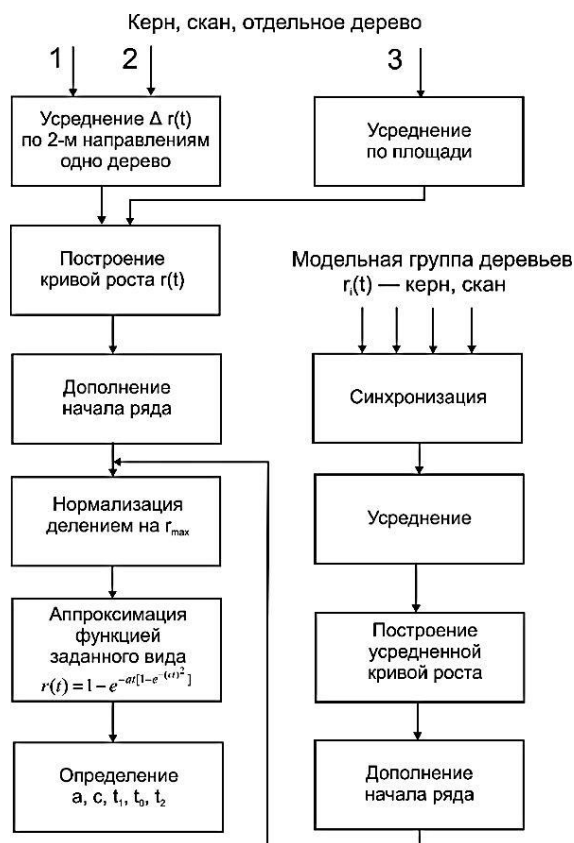 Керн, скан, отдельное дерево
1
2
3
Усреднение Δ r(t)
по 2-м направлениям
одно дерево
Усреднение
по площади
Построение
кривой роста r(t)
Дополнение
начала ряда
Нормализация
делением на rmax
Аппроксимация
функцией
заданного вида
r(t) = 1 − e^{−at[1−e^{−(ct)^2}]}
Определение
a, c, t₁, t₀, t₂
Модельная группа деревьев
rᵢ(t) — керн, скан
Синхронизация
Усреднение
Построение
усредненной
кривой роста
Дополнение
начала ряда